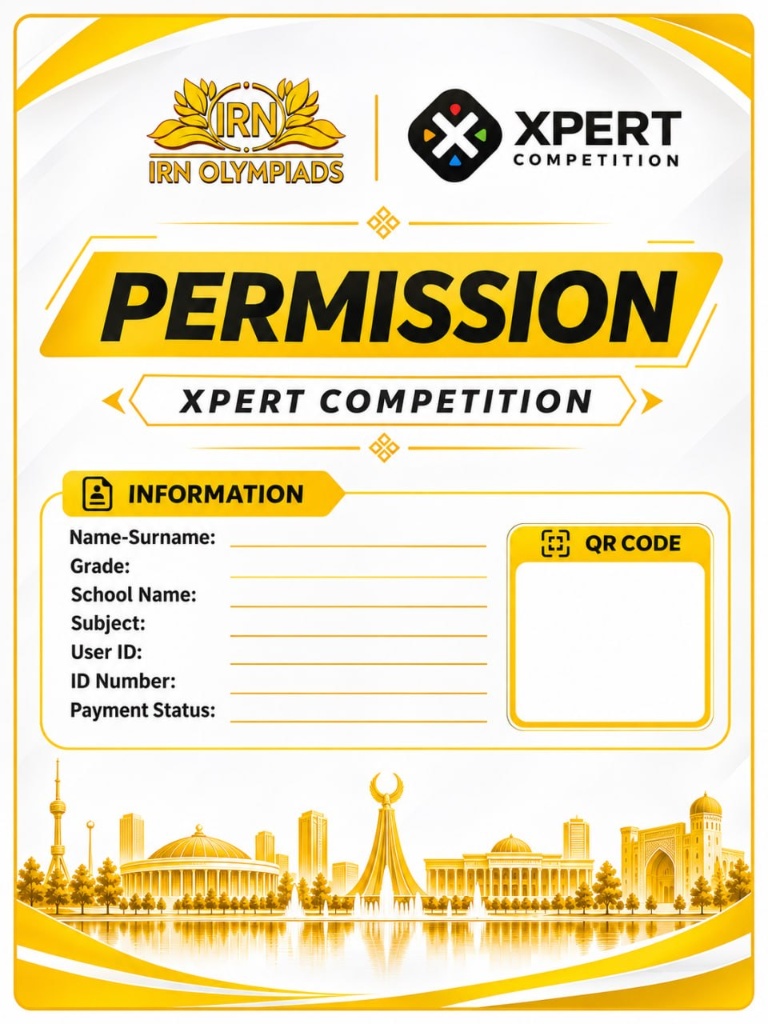 IRN
IRN OLYMPIADS
XPERT
COMPETITION
PERMISSION
XPERT COMPETITION
INFORMATION
Name-Surname:
Grade:
School Name:
Subject:
User ID:
ID Number:
Payment Status:
QR CODE